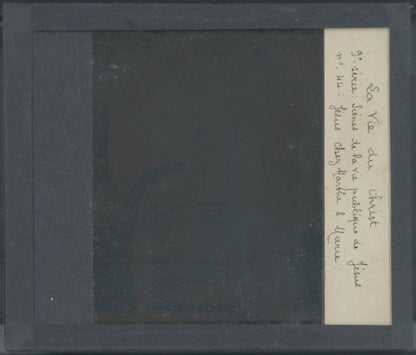 La Vie du Christ
9e série: Scènes de la vie publique de Jésus
n°. 44: Jésus chez Marthe & Marie.